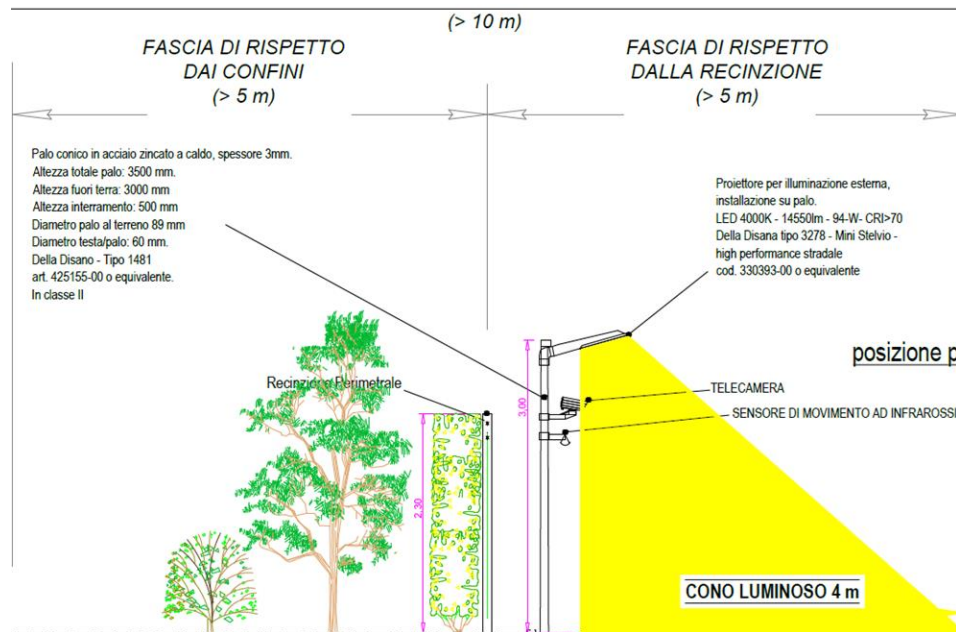 (> 10 m)
FASCIA DI RISPETTO
DAI CONFINI
(> 5 m)
FASCIA DI RISPETTO
DALLA RECINZIONE
(> 5 m)
Palo conico in acciaio zincato a caldo, spessore 3mm.
Altezza totale palo: 3500 mm.
Altezza fuori terra: 3000 mm
Altezza interramento: 500 mm
Diametro palo al terreno 89 mm
Diametro testa/palo: 60 mm.
Della Disano - Tipo 1481
art. 425155-00 o equivalente.
In classe II
Proiettore per illuminazione esterna,
installazione su palo.
LED 4000K - 14550lm - 94-W- CRI>70
Della Disana tipo 3278 - Mini Stelvio -
high performance stradale
cod. 330393-00 o equivalente
posizione p
Recinzione Perimetrale
TELECAMERA
SENSORE DI MOVIMENTO AD INFRAROSSI
3,00
2,30
CONO LUMINOSO 4 m